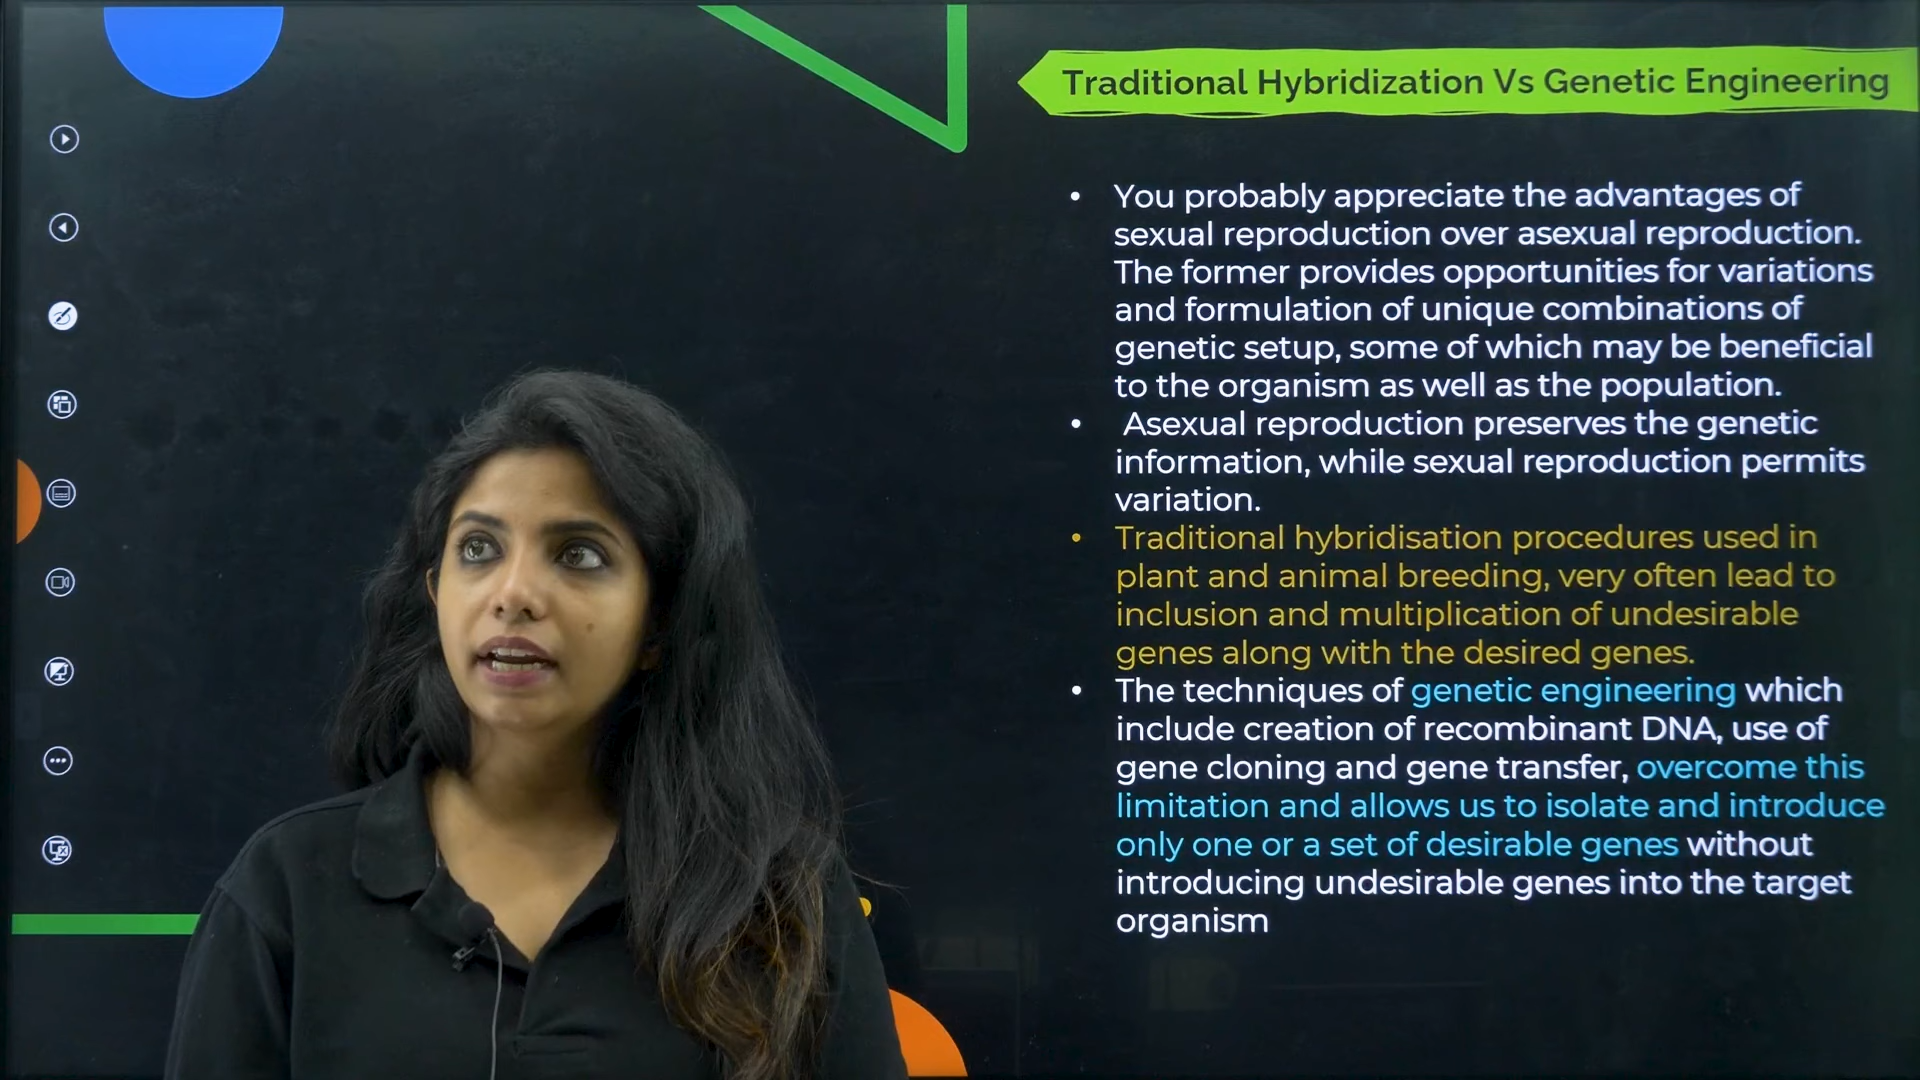 Traditional Hybridization Vs Genetic Engineering
• You probably appreciate the advantages of
sexual reproduction over asexual reproduction.
The former provides opportunities for variations
and formulation of unique combinations of
genetic setup, some of which may be beneficial
to the organism as well as the population.
• Asexual reproduction preserves the genetic
information, while sexual reproduction permits
variation.
• Traditional hybridisation procedures used in
plant and animal breeding, very often lead to
inclusion and multiplication of undesirable
genes along with the desired genes.
• The techniques of genetic engineering which
include creation of recombinant DNA, use of
gene cloning and gene transfer, overcome this
limitation and allows us to isolate and introduce
only one or a set of desirable genes without
introducing undesirable genes into the target
organism